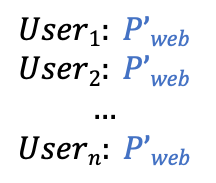 User₁: P’web
User₂: P’web
...
Userₙ: P’web